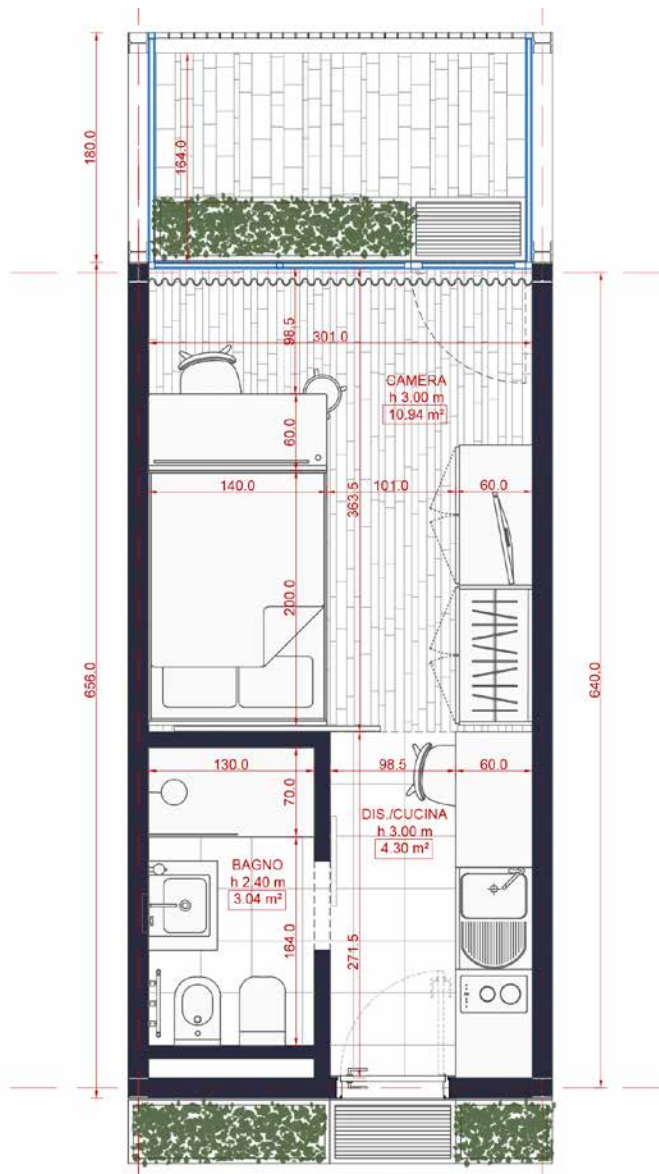 180.0
164.0
98.5
301.0
CAMERA
h 3.00 m
10.94 m²
60.0
140.0
363.5
101.0
60.0
200.0
656.0
640.0
130.0
98.5
60.0
70.0
DIS./CUCINA
h 3.00 m
4.30 m²
BAGNO
h 2.40 m
3.04 m²
164.0
271.5